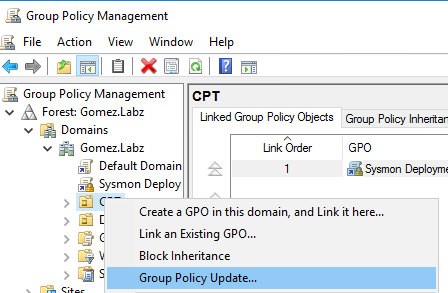 Group Policy Management
File Action View Window Help
Group Policy Management
Forest: Gomez.Labz
Domains
Gomez.Labz
Default Domain
Sysmon Deploy
CPT
Sites
CPT
Linked Group Policy Objects
Group Policy Inheritan
Link Order
GPO
1
Sysmon Deployme
Create a GPO in this domain, and Link it here...
Link an Existing GPO...
Block Inheritance
Group Policy Update...